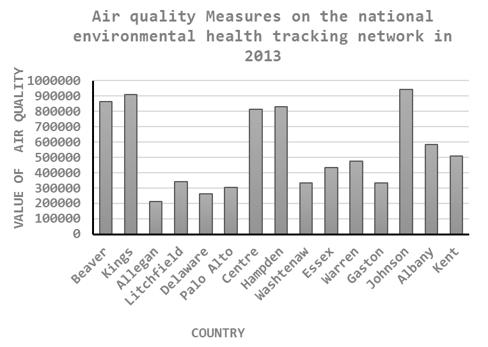 Air quality Measures on the national
environmental health tracking network in
2013
VALUE OF AIR QUALITY
1000000
900000
800000
700000
600000
500000
400000
300000
200000
100000
0
Beaver
Kings
Allegan
Litchfield
Delaware
Palo Alto
Centre
Hampden
Washtenaw
Essex
Warren
Gaston
Johnson
Albany
Kent
COUNTRY